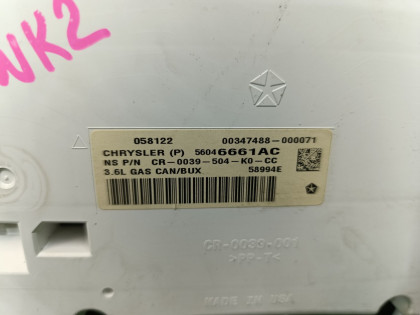 NK2
058122 00347488-000071
CHRYSLER (P) 56046661AC
NS P/N CR-0039-504-K0-CC
3.6L GAS CAN/BUX 58994E
CR-0039-001
>PP-T<
MADE IN USA